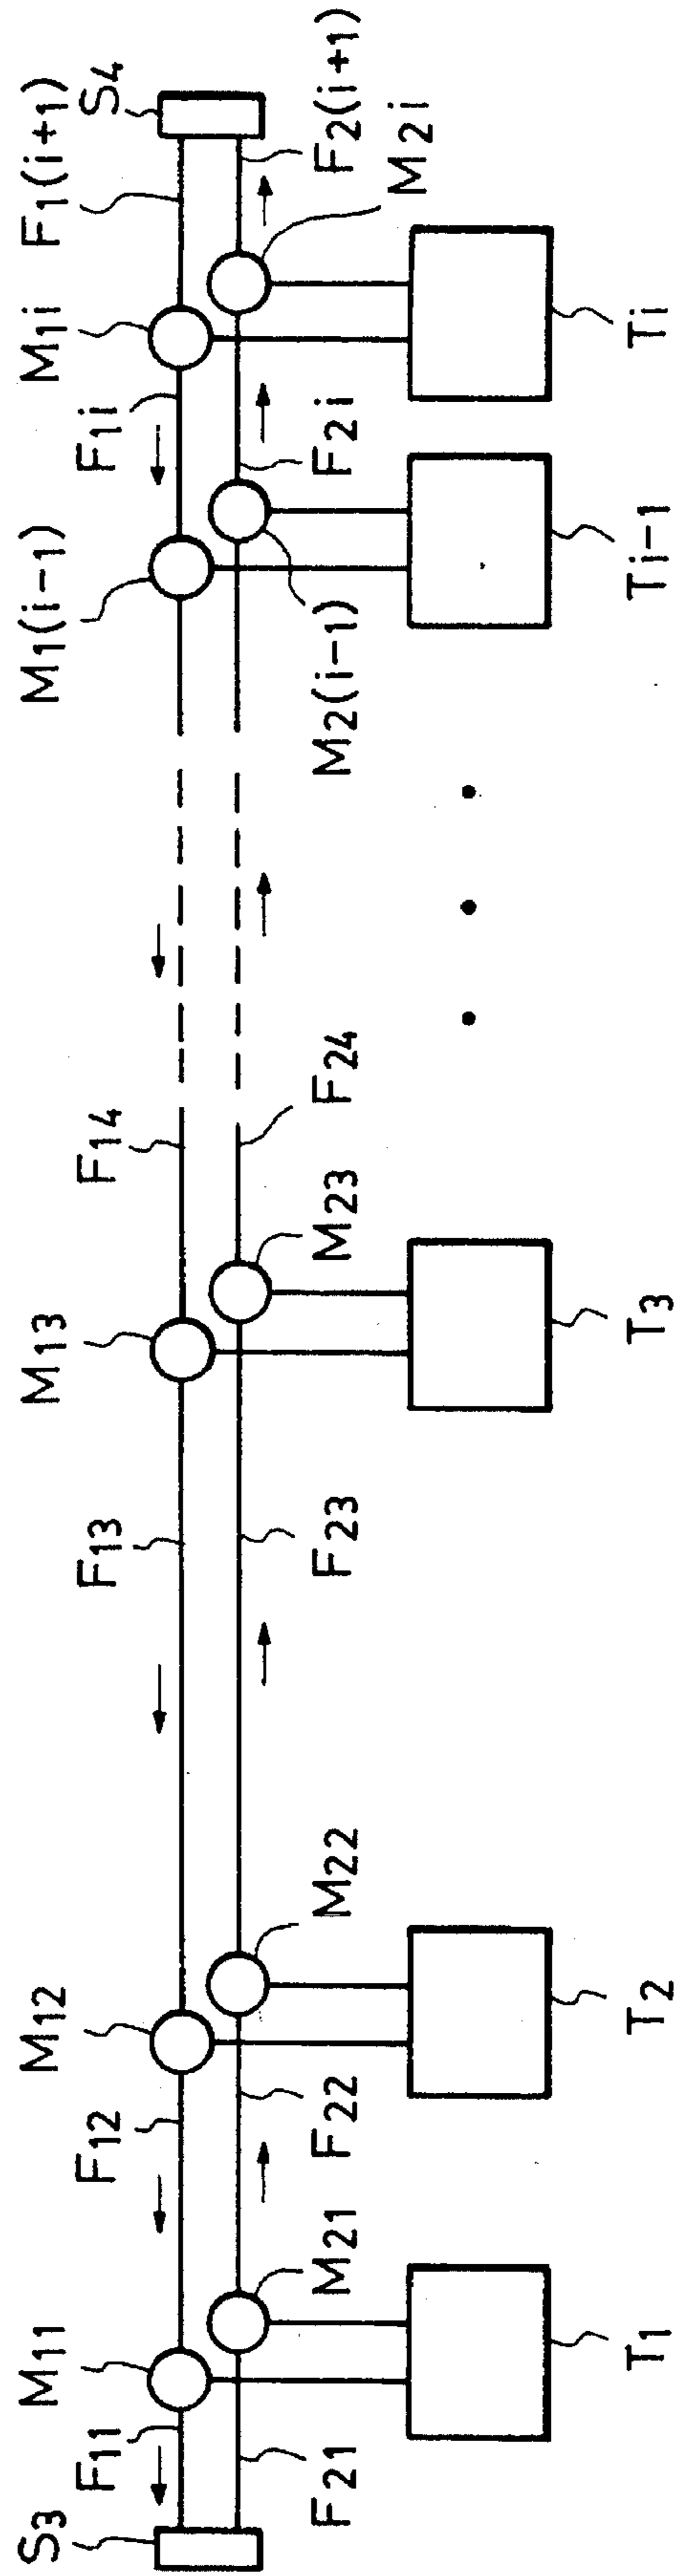 S3
M11
M12
M13
M1(i-1)
M1i
F1(i+1)
F11
F12
F13
F14
F1i
S4
F21
M21
F22
M22
F23
M23
F24
M2(i-1)
F2i
F2(i+1)
M2i
T1
T2
T3
Ti-1
Ti